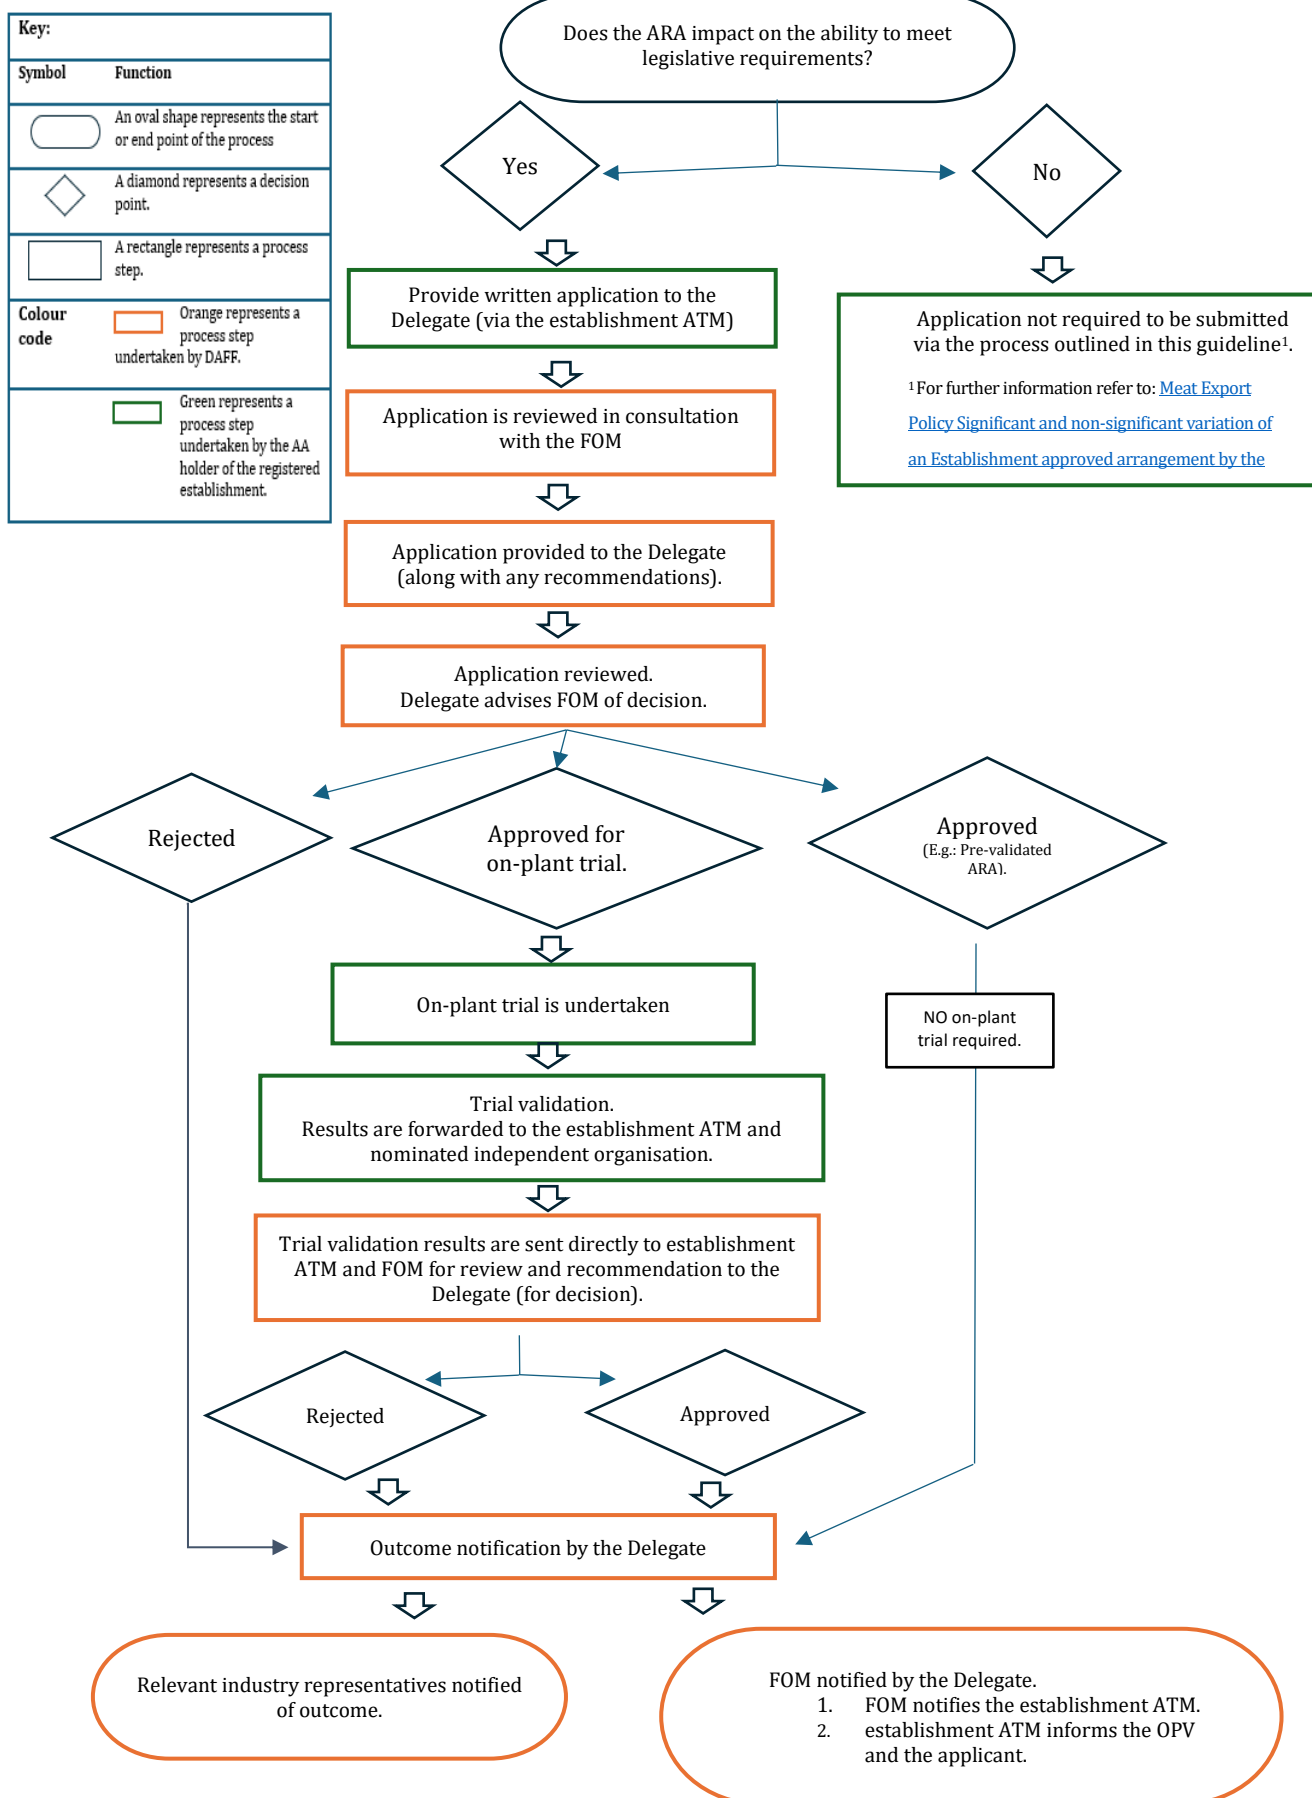 Key:
Symbol Function
An oval shape represents the start
or end point of the process
A diamond represents a decision
point.
A rectangle represents a process
step.
Colour
code
Orange represents a
process step
undertaken by DAFF.
Green represents a
process step
undertaken by the AA
holder of the registered
establishment.
Does the ARA impact on the ability to meet
legislative requirements?
Yes
No
Provide written application to the
Delegate (via the establishment ATM)
Application not required to be submitted
via the process outlined in this guideline¹.
¹ For further information refer to: Meat Export
Policy Significant and non-significant variation of
an Establishment approved arrangement by the
Application is reviewed in consultation
with the FOM
Application provided to the Delegate
(along with any recommendations).
Application reviewed.
Delegate advises FOM of decision.
Rejected
Approved for
on-plant trial.
Approved
(E.g.: Pre-validated
ARA).
On-plant trial is undertaken
NO on-plant
trial required.
Trial validation.
Results are forwarded to the establishment ATM and
nominated independent organisation.
Trial validation results are sent directly to establishment
ATM and FOM for review and recommendation to the
Delegate (for decision).
Rejected
Approved
Outcome notification by the Delegate
Relevant industry representatives notified
of outcome.
FOM notified by the Delegate.
1. FOM notifies the establishment ATM.
2. establishment ATM informs the OPV
and the applicant.